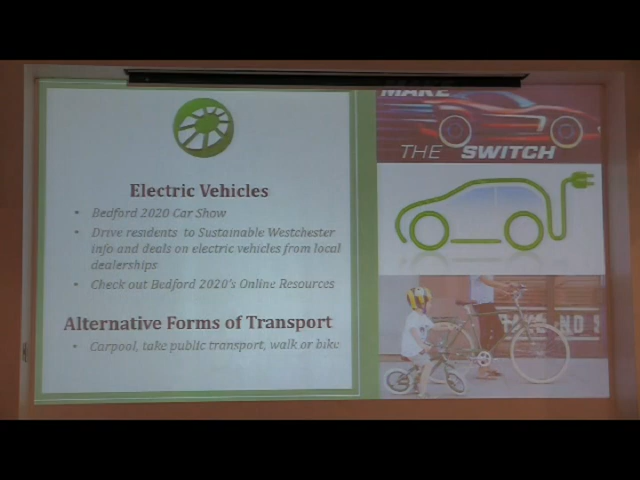 Electric Vehicles
• Bedford 2020 Car Show
• Drive residents to Sustainable Westchester
info and deals on electric vehicles from local
dealerships
• Check out Bedford 2020's Online Resources
Alternative Forms of Transport
• Carpool, take public transport, walk or bike
MAKE
THE SWITCH
TAKE